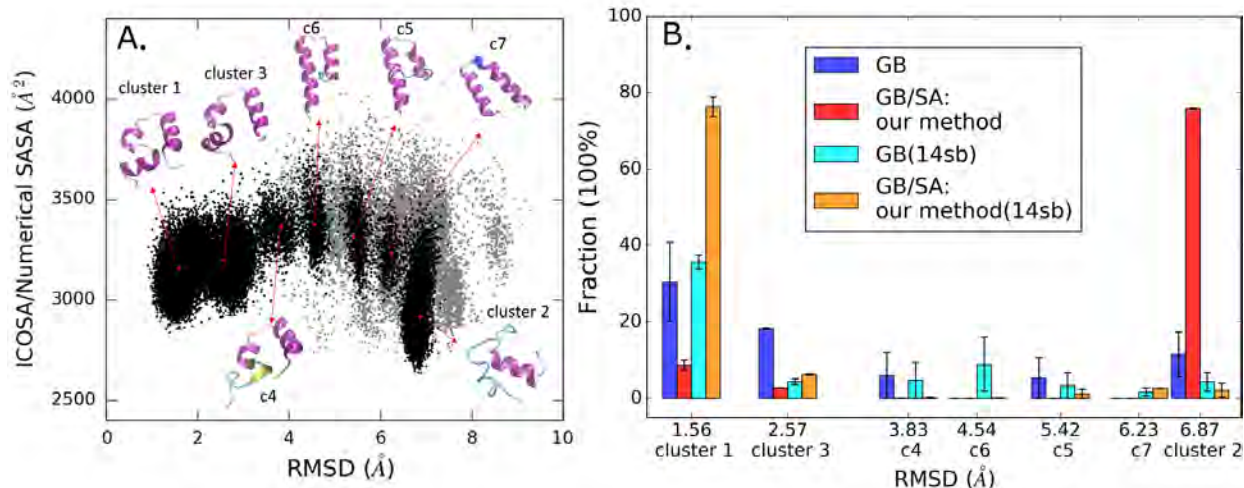 A.
c6
c5
c7
cluster 1
cluster 3
c4
cluster 2
ICOSA/Numerical SASA (Å²)
4000
3500
3000
2500
0
2
4
6
8
10
RMSD (Å)
B.
GB
GB/SA:
our method
GB(14sb)
GB/SA:
our method(14sb)
Fraction (100%)
100
80
60
40
20
0
1.56
2.57
3.83
4.54
5.42
6.23
6.87
cluster 1
cluster 3
c4
c6
c5
c7
cluster 2
RMSD (Å)